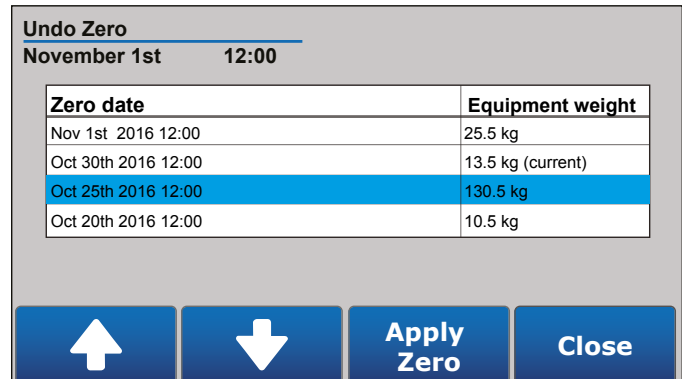 Undo Zero
November 1st 12:00
Zero date Equipment weight
Nov 1st 2016 12:00 25.5 kg
Oct 30th 2016 12:00 13.5 kg (current)
Oct 25th 2016 12:00 130.5 kg
Oct 20th 2016 12:00 10.5 kg
Apply
Zero
Close